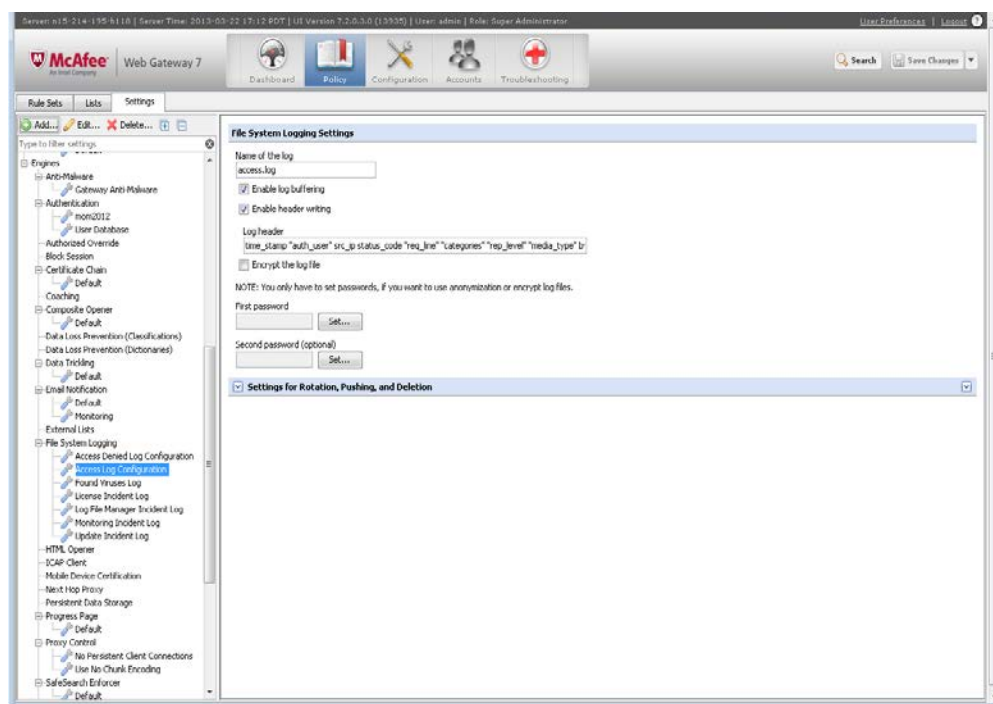 Server: n15-214-195-h118 | Server Time: 2013-03-22 17:12 PDT | UI Version 7.2.0.3.0 (13935) | User: admin | Role: Super Administrator
User Preferences | Logout
McAfee
An Intel Company
Web Gateway 7
Dashboard
Policy
Configuration
Accounts
Troubleshooting
Search
Save Changes
Rule Sets
Lists
Settings
Add...
Edit...
Delete...
Type to filter settings
Default
Engines
Anti-Malware
Gateway Anti-Malware
Authentication
mom2012
User Database
Authorized Override
Block Session
Certificate Chain
Default
Coaching
Composite Opener
Default
Data Loss Prevention (Classifications)
Data Loss Prevention (Dictionaries)
Data Trickling
Default
Email Notification
Default
Monitoring
External Lists
File System Logging
Access Denied Log Configuration
Access Log Configuration
Found Viruses Log
License Incident Log
Log File Manager Incident Log
Monitoring Incident Log
Update Incident Log
HTML Opener
ICAP Client
Mobile Device Certification
Next Hop Proxy
Persistent Data Storage
Progress Page
Default
Proxy Control
No Persistent Client Connections
Use No Chunk Encoding
SafeSearch Enforcer
Default
File System Logging Settings
Name of the log
access.log
Enable log buffering
Enable header writing
Log header
time_stamp "auth_user" src_ip status_code "req_line" "categories" "rep_level" "media_type" b
Encrypt the log file
NOTE: You only have to set passwords, if you want to use anonymization or encrypt log files.
First password
Set...
Second password (optional)
Set...
Settings for Rotation, Pushing, and Deletion